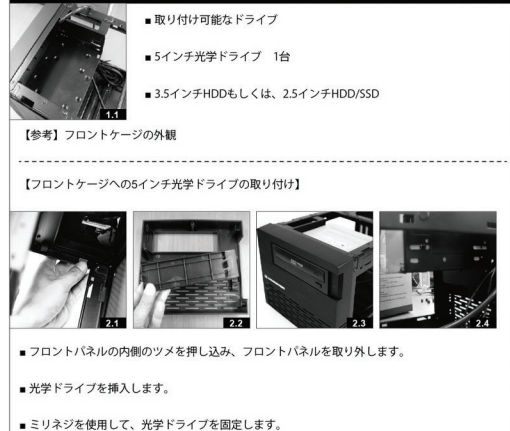 ■ 取り付け可能なドライブ
■ 5インチ光学ドライブ　1台
■ 3.5インチHDDもしくは、2.5インチHDD/SSD
1.1
【参考】フロントケージの外観
【フロントケージへの5インチ光学ドライブの取り付け】
2.1
2.2
2.3
2.4
■ フロントパネルの内側のツメを押し込み、フロントパネルを取り外します。
■ 光学ドライブを挿入します。
■ ミリネジを使用して、光学ドライブを固定します。